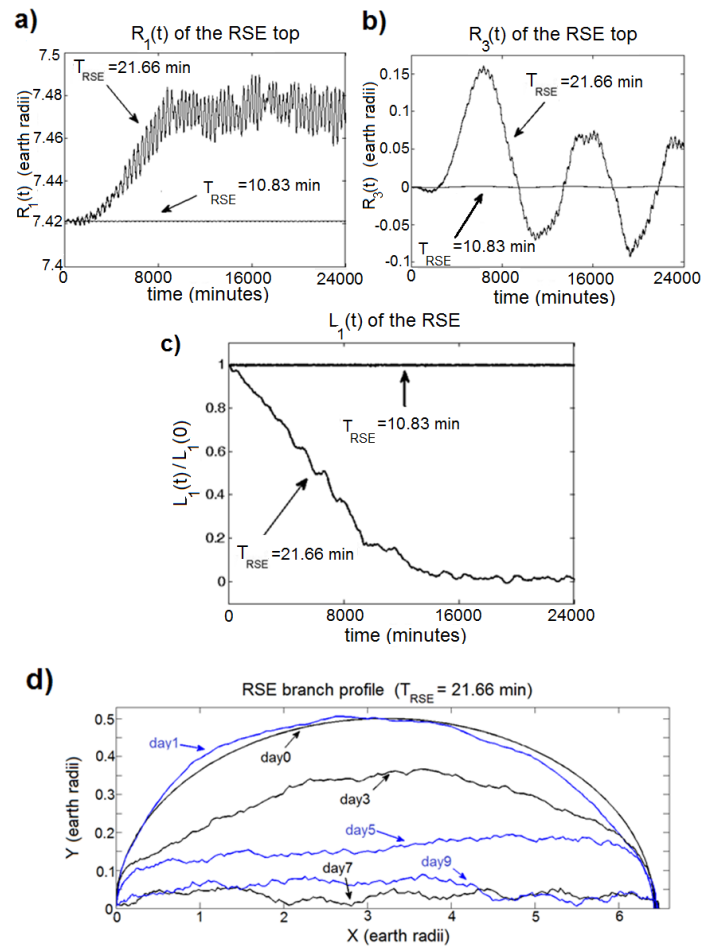 a)
R1(t) of the RSE top
7.5
7.48
7.46
7.44
7.42
7.4
R1(t) (earth radii)
TRSE=21.66 min
TRSE=10.83 min
0
8000
16000
24000
time (minutes)
b)
R3(t) of the RSE top
0.15
0.1
0.05
0
-0.05
-0.1
R3(t) (earth radii)
TRSE=21.66 min
TRSE=10.83 min
0
8000
16000
24000
time (minutes)
c)
L1(t) of the RSE
1
0.8
0.6
0.4
0.2
0
L1(t) / L1(0)
TRSE=10.83 min
TRSE=21.66 min
0
8000
16000
24000
time (minutes)
d)
RSE branch profile (TRSE = 21.66 min)
0.5
0.4
0.3
0.2
0.1
0
Y (earth radii)
day1
day0
day3
day5
day7
day9
0
1
2
3
4
5
6
X (earth radii)